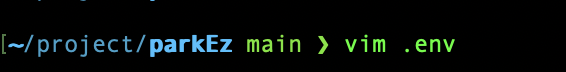 [~/project/parkEz main ❯ vim .env